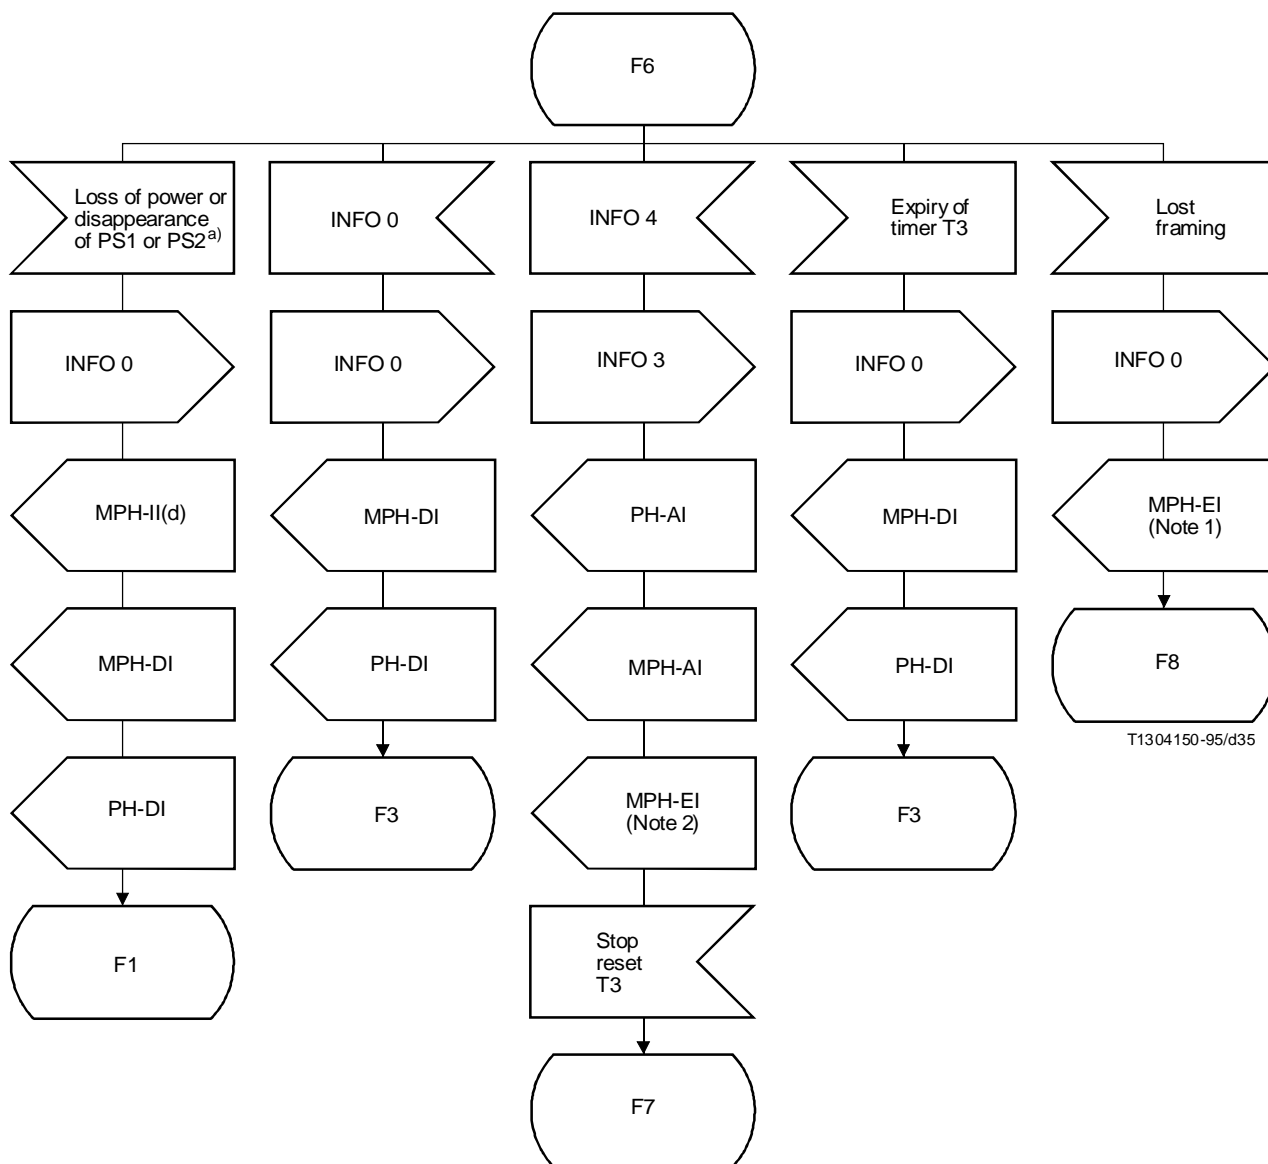 F6
Loss of power or
disappearance
of PS1 or PS2a)
INFO 0
INFO 4
Expiry of
timer T3
Lost
framing
INFO 0
INFO 0
INFO 3
INFO 0
INFO 0
MPH-II(d)
MPH-DI
PH-AI
MPH-DI
MPH-EI
(Note 1)
MPH-DI
PH-DI
MPH-AI
PH-DI
F8
T1304150-95/d35
PH-DI
F3
MPH-EI
(Note 2)
F3
F1
Stop
reset
T3
F7